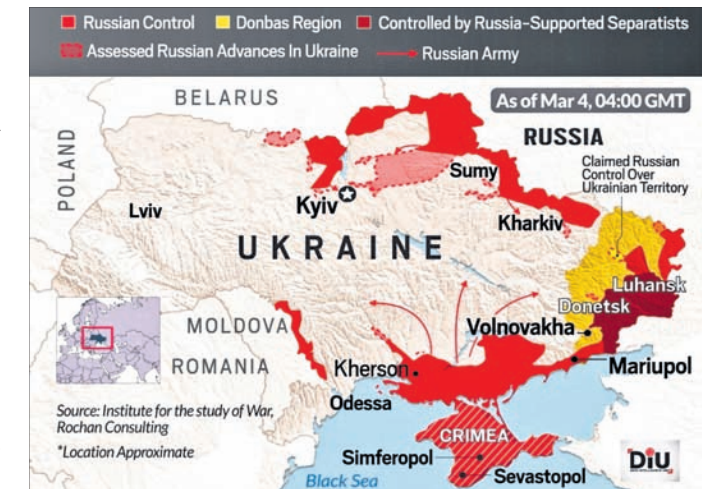 Russian Control
Donbas Region
Controlled by Russia-Supported Separatists
Assessed Russian Advances In Ukraine
Russian Army
As of Mar 4, 04:00 GMT
BELARUS
RUSSIA
POLAND
Claimed Russian
Control Over
Ukrainian Territory
Sumy
Lviv
Kyiv
Kharkiv
UKRAINE
Luhansk
Donetsk
MOLDOVA
Volnovakha
ROMANIA
Kherson
Mariupol
Odessa
Source: Institute for the study of War,
Rochan Consulting
*Location Approximate
CRIMEA
Simferopol
Sevastopol
Black Sea
DiU